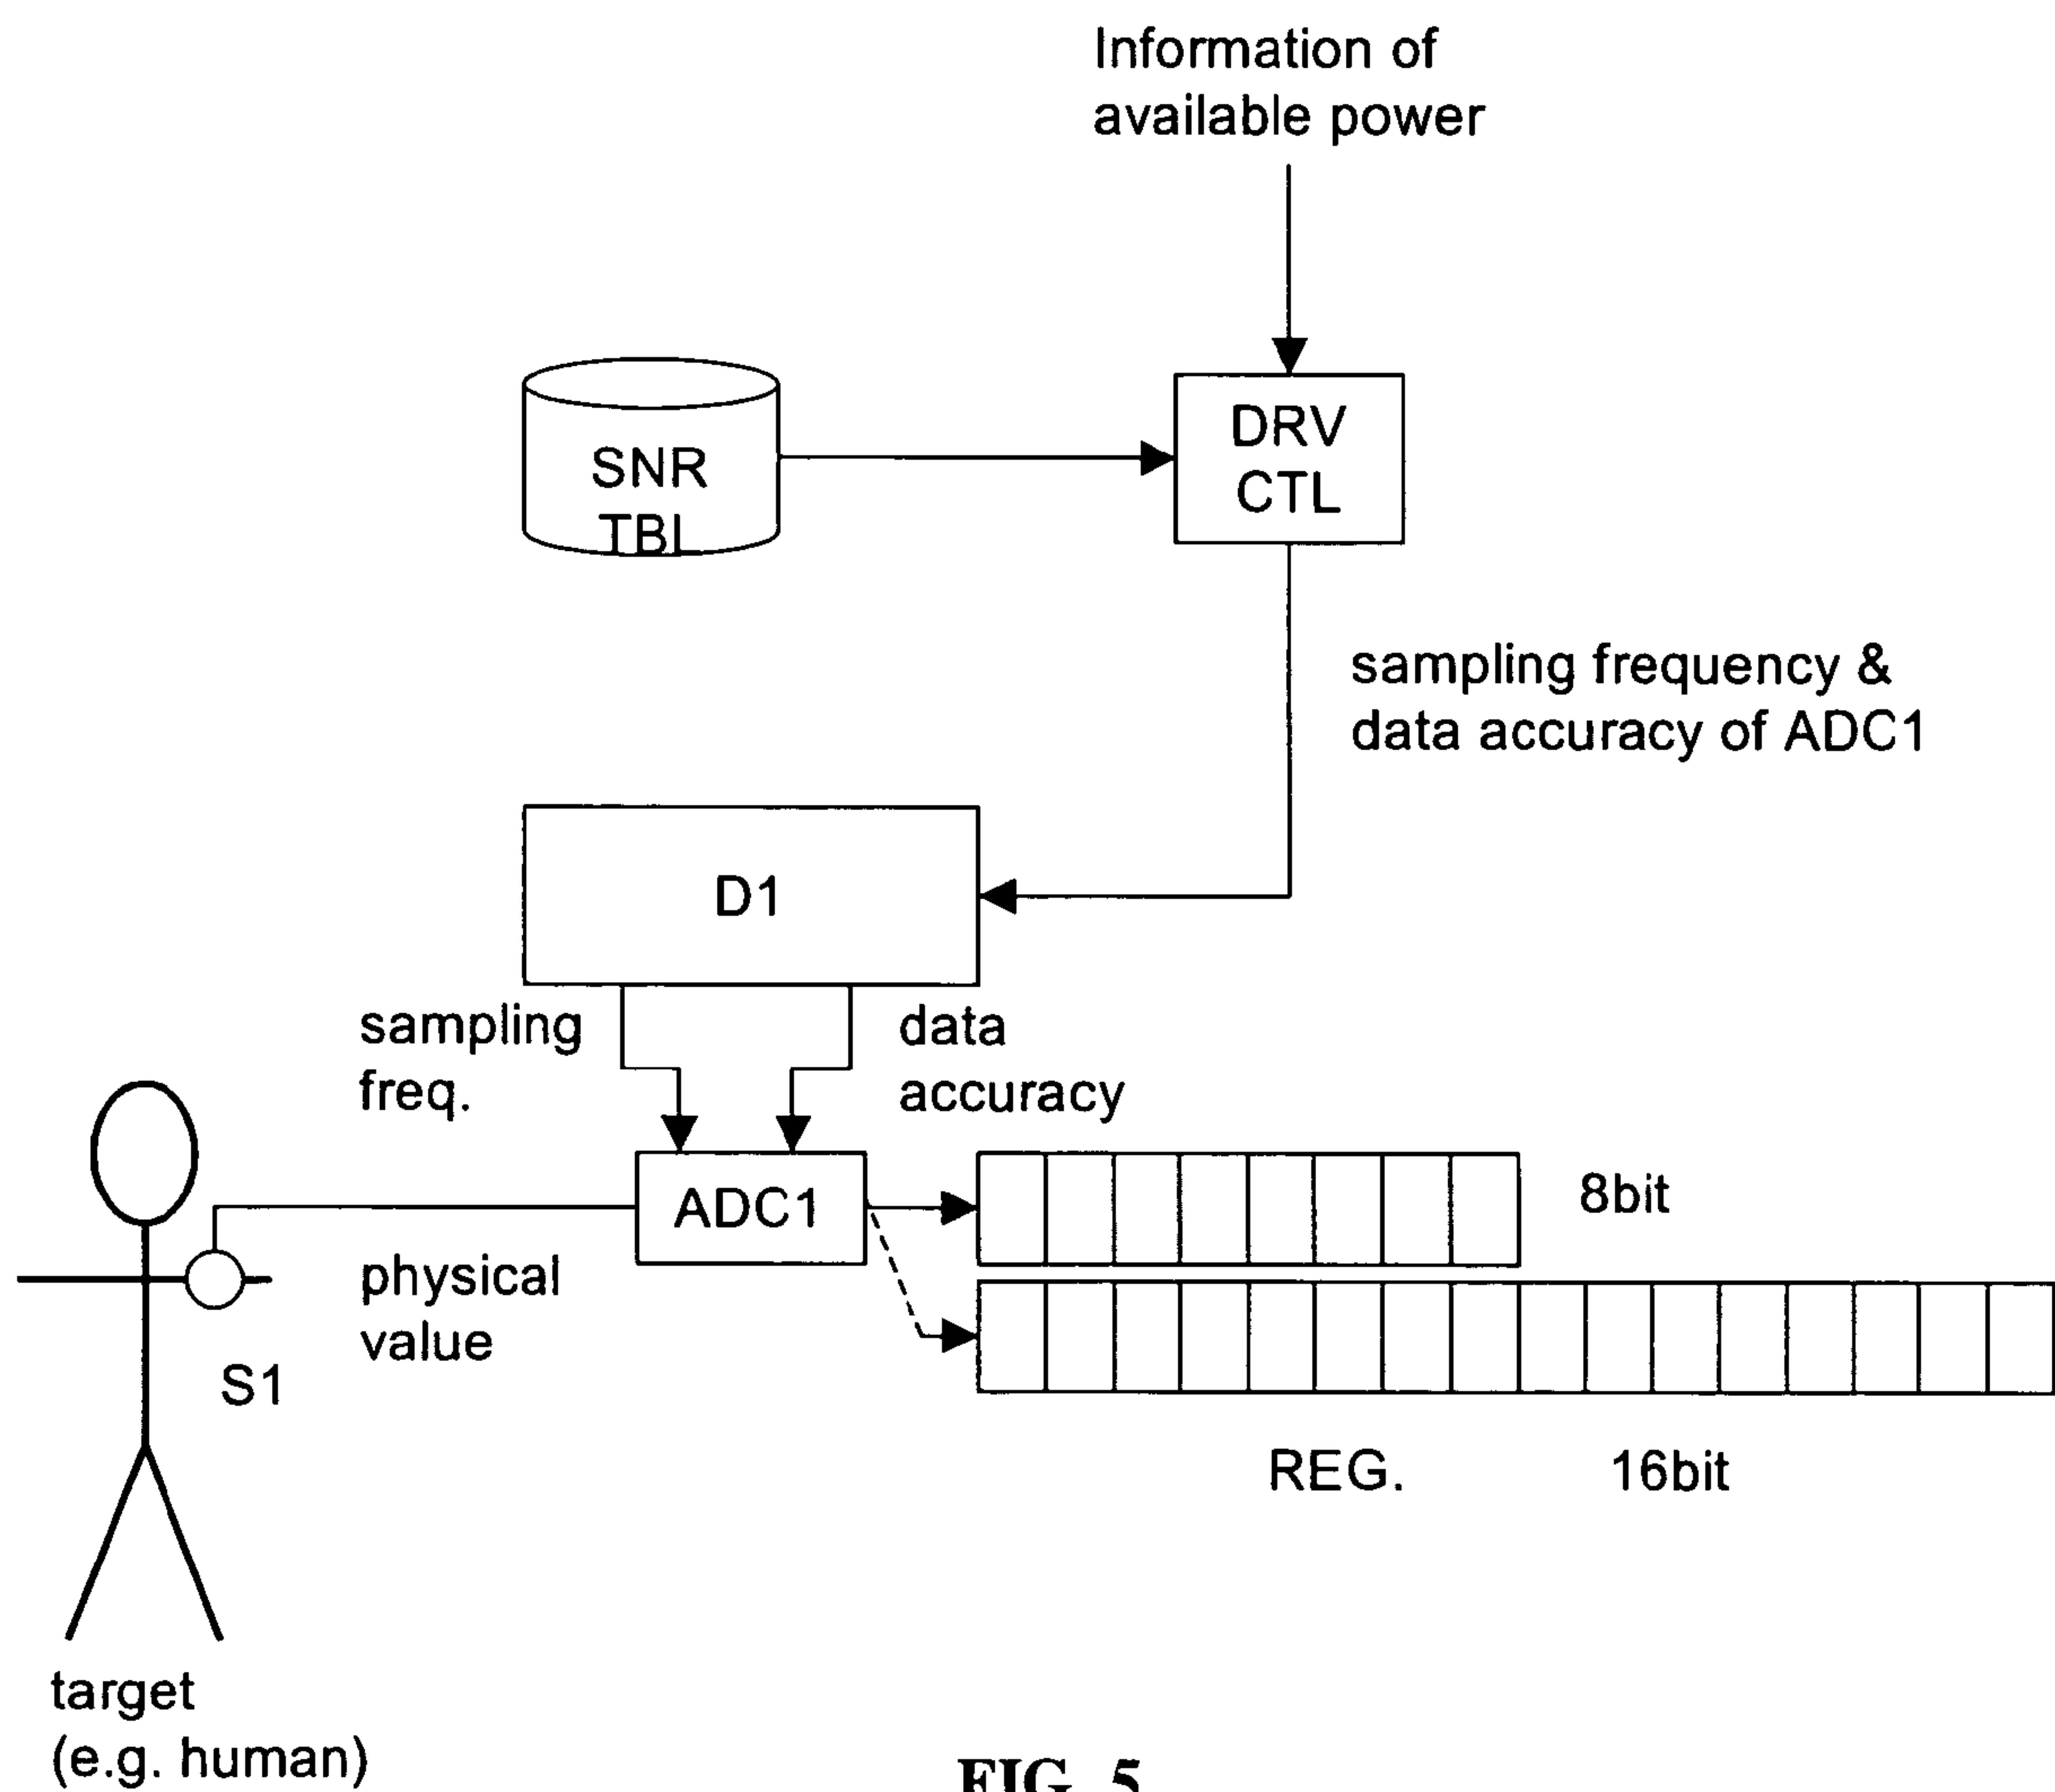 Information of
available power
SNR
TBL
DRV
CTL
sampling frequency &
data accuracy of ADC1
D1
sampling
freq.
data
accuracy
ADC1
8bit
physical
value
S1
REG.
16bit
target
(e.g. human)
FIG. 5